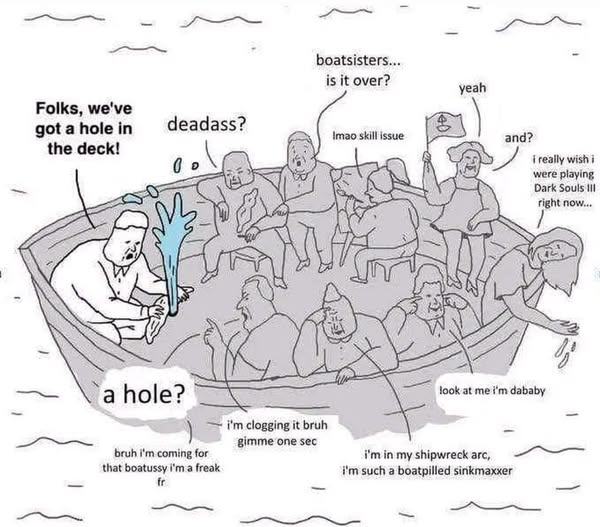 boatsisters...
is it over?
yeah
Folks, we've
got a hole in
the deck!
deadass?
lmao skill issue
and?
i really wish i
were playing
Dark Souls III
right now...
a hole?
look at me i'm dababy
i'm clogging it bruh
gimme one sec
bruh i'm coming for
that boatussy i'm a freak
fr
i'm in my shipwreck arc,
i'm such a boatpilled sinkmaxxer